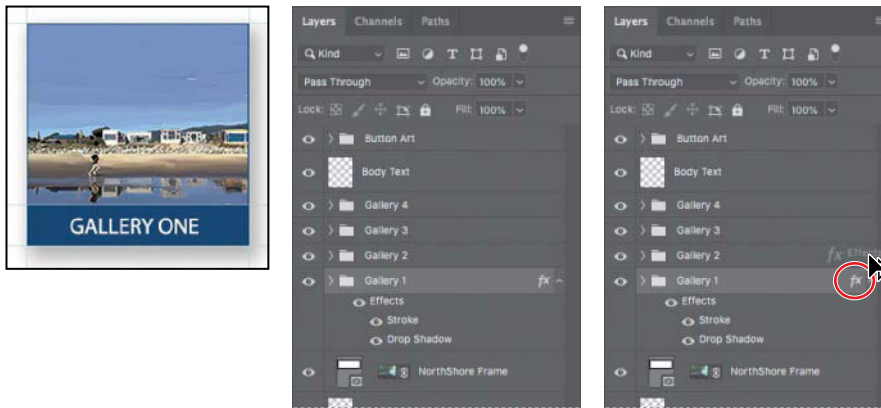 GALLERY ONE
Layers Channels Paths
Kind
Pass Through Opacity: 100%
Lock: Fill: 100%
Button Art
Body Text
Gallery 4
Gallery 3
Gallery 2
Gallery 1 fx
Effects
Stroke
Drop Shadow
NorthShore Frame
Layers Channels Paths
Kind
Pass Through Opacity: 100%
Lock: Fill: 100%
Button Art
Body Text
Gallery 4
Gallery 3
Gallery 2 fx Effects
Gallery 1 fx
Effects
Stroke
Drop Shadow
NorthShore Frame